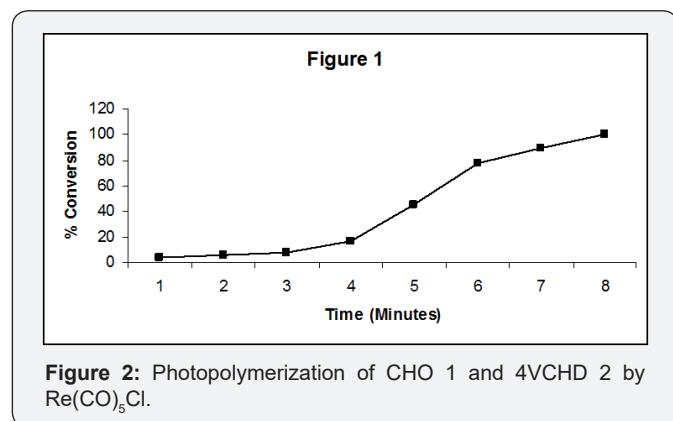 Figure 1
120
100
80
60
40
20
0
% Conversion
1 2 3 4 5 6 7 8
Time (Minutes)
Figure 2: Photopolymerization of CHO 1 and 4VCHD 2 by
Re(CO)₅Cl.